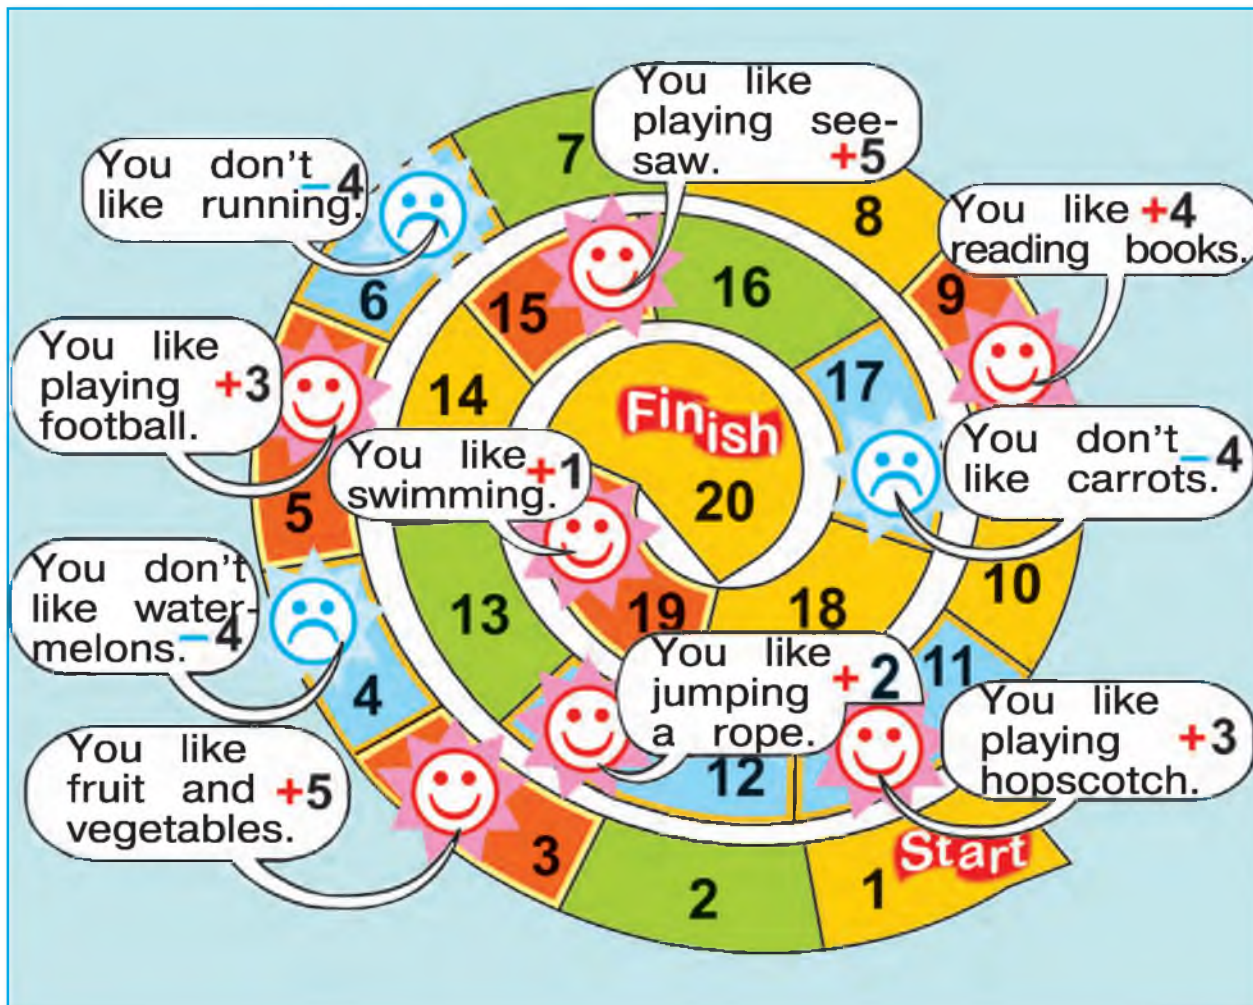 You like
playing see-
saw. +5
You don't
like running. –4
7
8
You like +4
reading books.
6
15
16
9
You like
playing +3
football.
14
17
Finish
You like +1
swimming.
You don't –4
like carrots.
5
20
You don't
like water-
melons. –4
13
10
19
18
4
You like
jumping + 2
a rope.
11
You like
playing +3
hopscotch.
You like
fruit and +5
vegetables.
12
3
Start
2
1